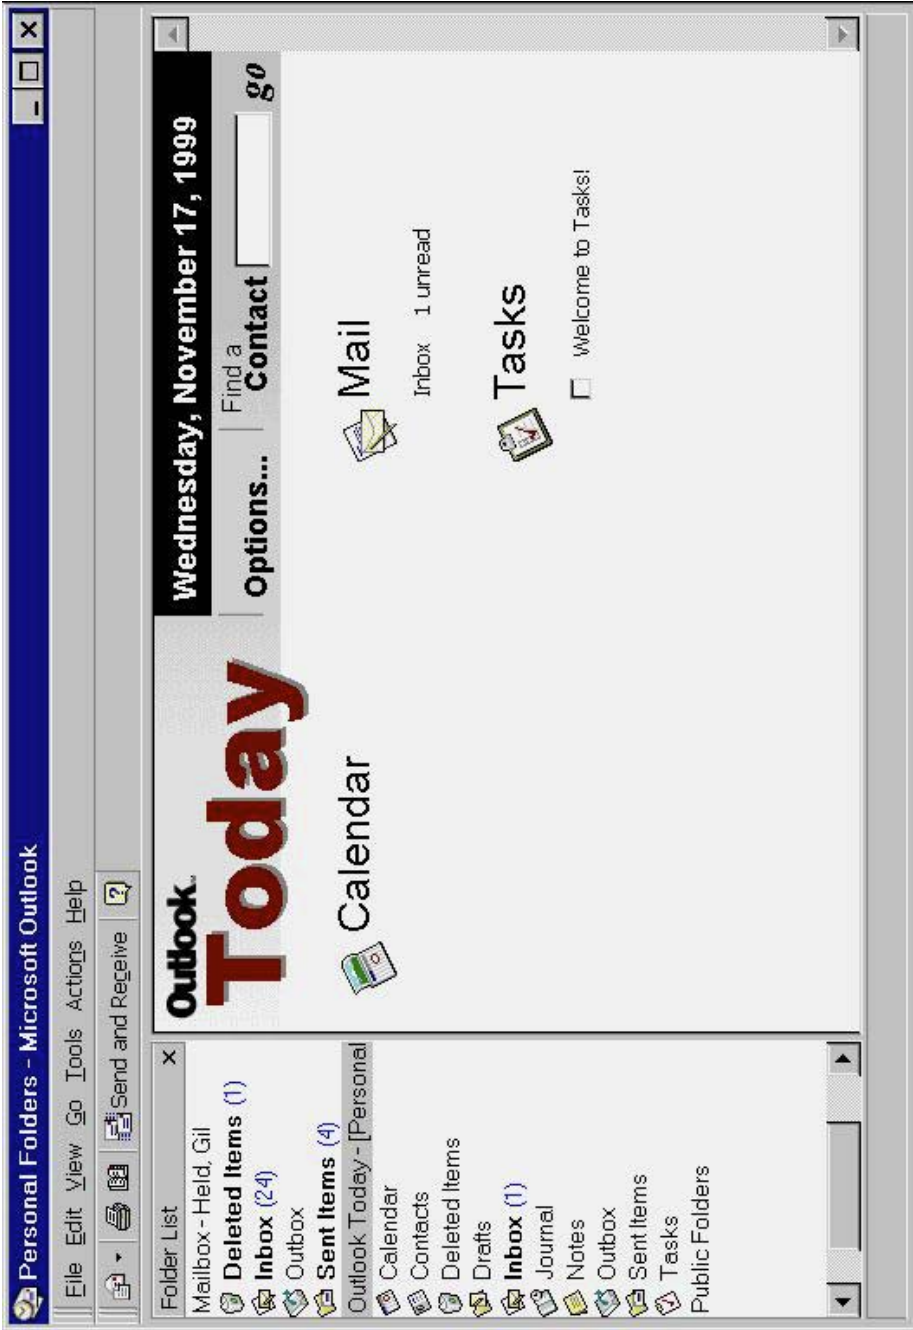 Personal Folders - Microsoft Outlook
File Edit View Go Tools Actions Help
Send and Receive
Folder List
Mailbox - Held, Gil
Deleted Items (1)
Inbox (24)
Outbox
Sent Items (4)
Outlook Today - [Personal
Calendar
Contacts
Deleted Items
Drafts
Inbox (1)
Journal
Notes
Outbox
Sent Items
Tasks
Public Folders
Outlook
Today
Wednesday, November 17, 1999
Options...
Find a
Contact
go
Calendar
Mail
Inbox 1 unread
Tasks
Welcome to Tasks!